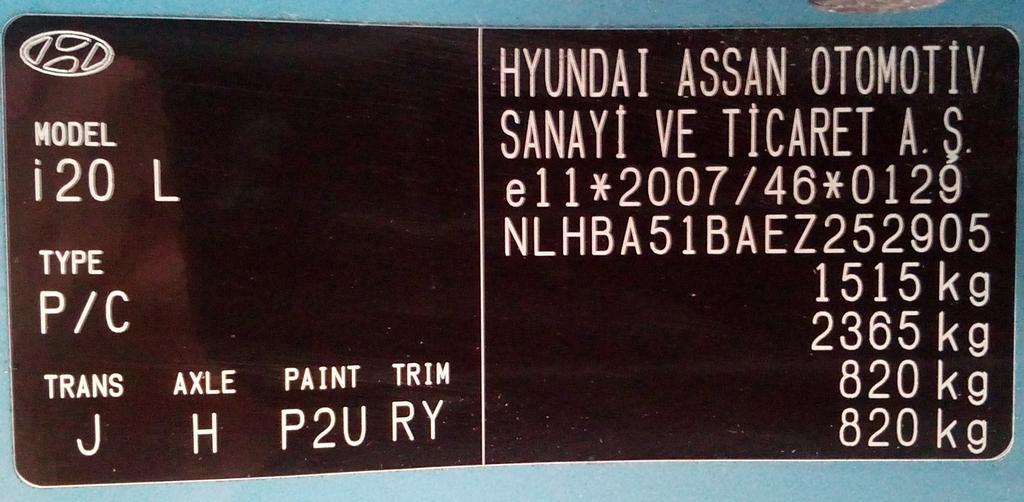 MODEL
i20 L
TYPE
P/C
TRANS AXLE PAINT TRIM
J H P2U RY
HYUNDAI ASSAN OTOMOTİV
SANAYİ VE TİCARET A.Ş.
e11*2007/46*0129
NLHBA51BAEZ252905
1515 kg
2365 kg
820 kg
820 kg